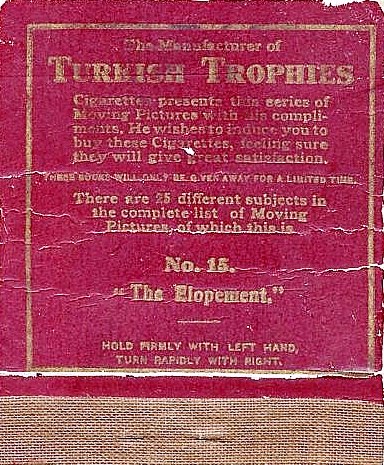 The Manufacturer of
TURKISH TROPHIES
Cigarettes presents this series of
Moving Pictures with his compli-
ments. He wishes to induce you to
buy these Cigarettes, feeling sure
they will give great satisfaction.
THESE BOOKS WILL ONLY BE GIVEN AWAY FOR A LIMITED TIME.
There are 25 different subjects in
the complete list of Moving
Pictures, of which this is
No. 15.
"The Elopement."
HOLD FIRMLY WITH LEFT HAND,
TURN RAPIDLY WITH RIGHT.